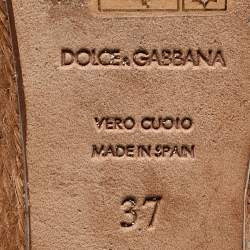 DOLCE & GABBANA
VERO CUOIO
MADE IN SPAIN
37